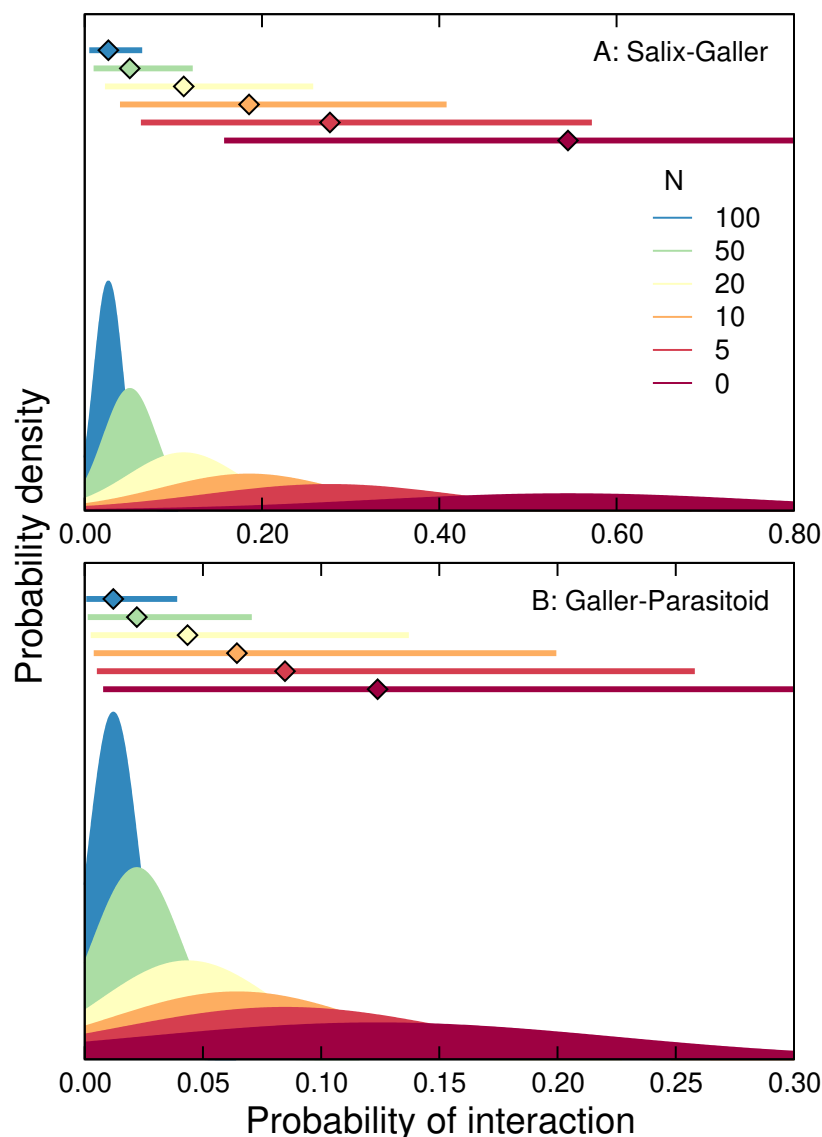 A: Salix-Galler
N
100
50
20
10
5
0
0.00 0.20 0.40 0.60 0.80
Probability density
B: Galler-Parasitoid
0.00 0.05 0.10 0.15 0.20 0.25 0.30
Probability of interaction